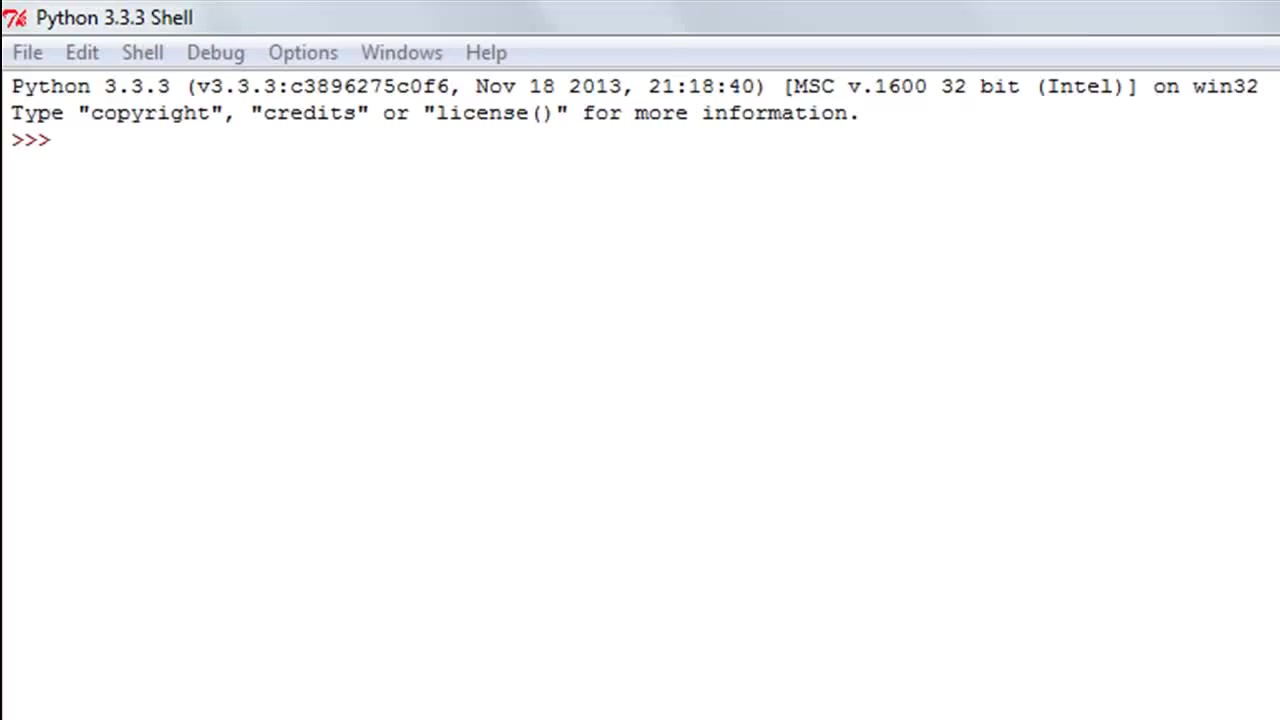 Python 3.3.3 Shell
File Edit Shell Debug Options Windows Help
Python 3.3.3 (v3.3.3:c3896275c0f6, Nov 18 2013, 21:18:40) [MSC v.1600 32 bit (Intel)] on win32
Type "copyright", "credits" or "license()" for more information.
>>>